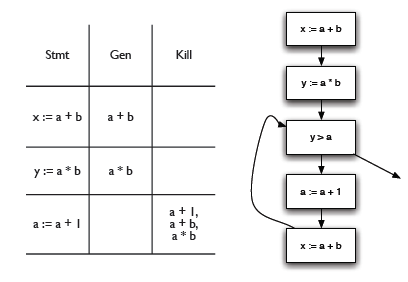 Stmt Gen Kill
x := a + b a + b
y := a * b a * b
a := a + 1 a + 1,
a + b,
a * b
x := a + b
y := a * b
y > a
a := a + 1
x := a + b